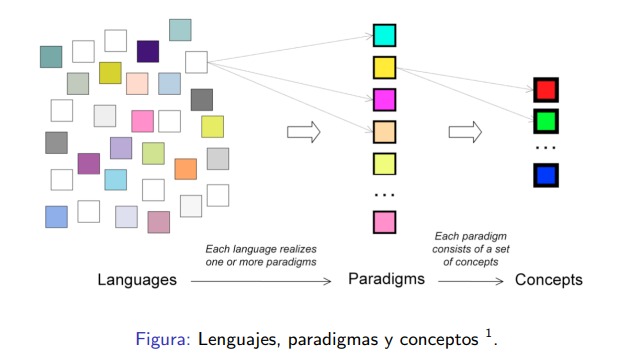 ...
...
Each language realizes
one or more paradigms
Each paradigm
consists of a set
of concepts
Languages
Paradigms
Concepts
Figura: Lenguajes, paradigmas y conceptos 1.